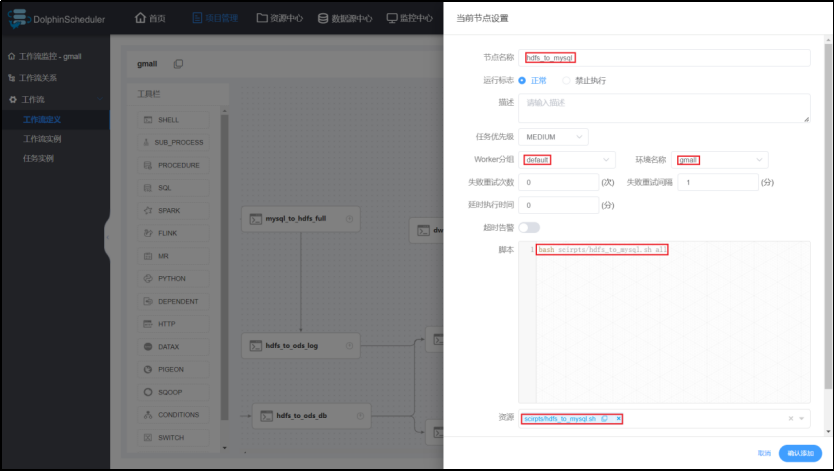 DolphinScheduler
首页
项目管理
资源中心
数据源中心
监控中心
工作流监控 - gmall
工作流关系
工作流
工作流定义
工作流实例
任务实例
gmall
工具栏
SHELL
SUB_PROCESS
PROCEDURE
SQL
SPARK
FLINK
MR
PYTHON
DEPENDENT
HTTP
DATAX
PIGEON
SQOOP
CONDITIONS
SWITCH
mysql_to_hdfs_full
hdfs_to_ods_log
hdfs_to_ods_db
当前节点设置
节点名称 hdfs_to_mysql
运行标志 正常 禁止执行
描述 请输入描述
任务优先级 MEDIUM
Worker分组 default 环境名称 gmall
失败重试次数 0 (次) 失败重试间隔 1 (分)
延时执行时间 0 (分)
超时告警
脚本 1 bash scirpts/hdfs_to_mysql.sh all
资源 scirpts/hdfs_to_mysql.sh
取消 确认添加